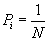 P_i = 1/N